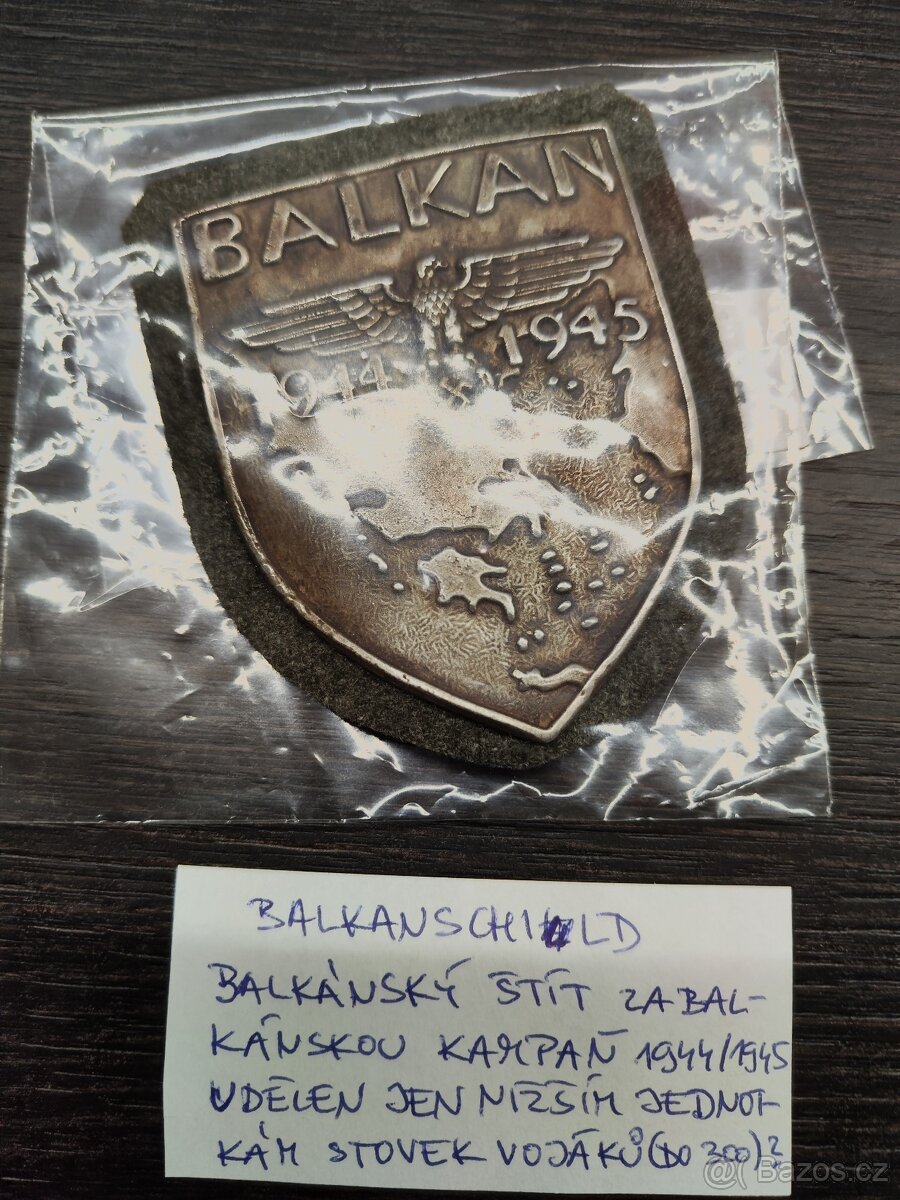 BALKAN
1945
BALKANSCHILD
BALKÁNSKÝ ŠTÍT ZA BAL-
KÁNSKOU KAMPAŇ 1944/1945
UDĚLEN JEN NIŽŠÍM JEDNOT
KÁM STOVEK VOJÁKŮ (DO 300)?
@ Bazos.cz